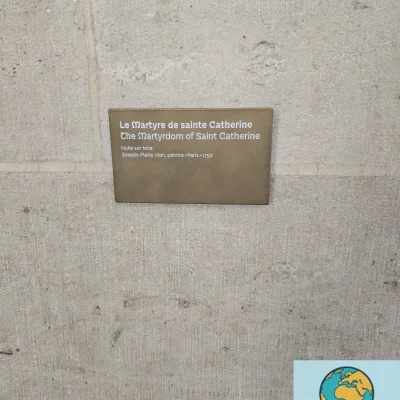 Le Martyre de sainte Catherine
The Martyrdom of Saint Catherine
Huile sur toile
Joseph-Marie Vien, peintre • Paris • 1752